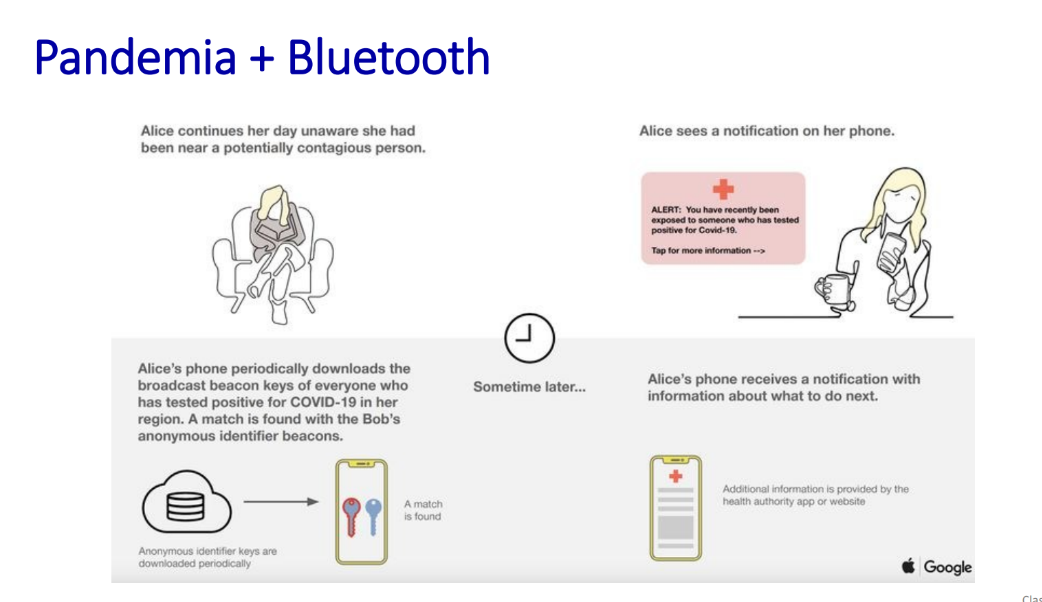 Pandemia + Bluetooth
Alice continues her day unaware she had
been near a potentially contagious person.
Alice sees a notification on her phone.
ALERT: You have recently been
exposed to someone who has tested
positive for Covid-19.
Tap for more information -->
Alice's phone periodically downloads the
broadcast beacon keys of everyone who
has tested positive for COVID-19 in her
region. A match is found with the Bob's
anonymous identifier beacons.
Sometime later...
Alice's phone receives a notification with
information about what to do next.
A match
is found
Anonymous identifier keys are
downloaded periodically
Additional information is provided by the
health authority app or website
Google